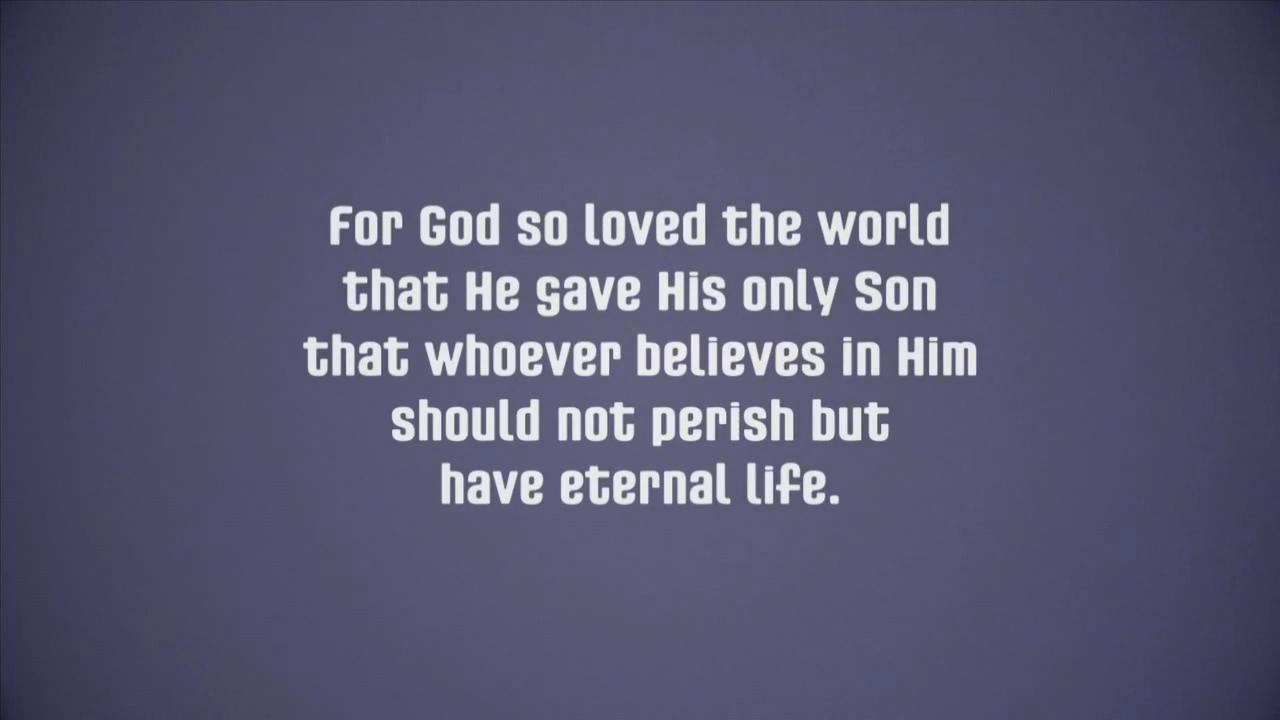 For God so loved the world
that He gave His only Son
that whoever believes in Him
should not perish but
have eternal life.